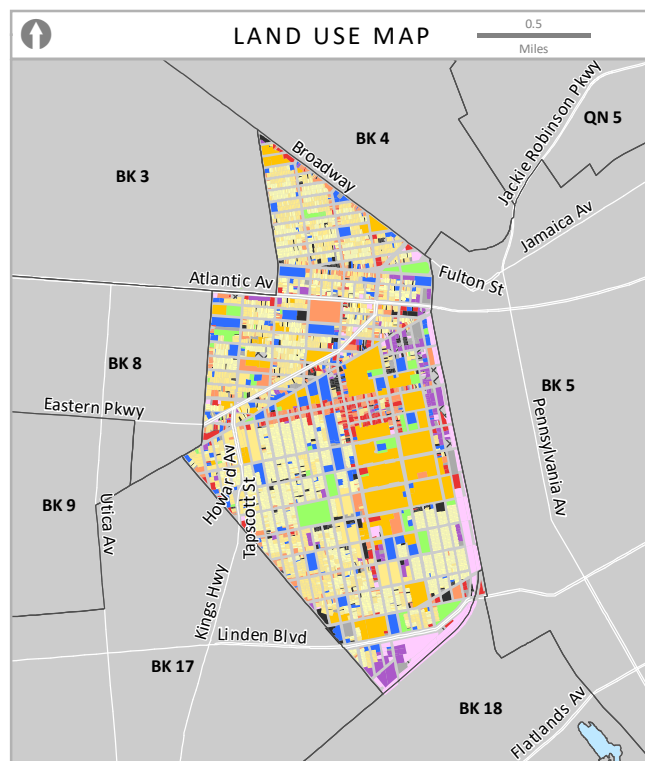 LAND USE MAP
0.5
Miles
BK 4
QN 5
Jackie Robinson Pkwy
BK 3
Broadway
Jamaica Av
Fulton St
Atlantic Av
BK 8
BK 5
Eastern Pkwy
Pennsylvania Av
Howard Av
BK 9
Utica Av
Tapscott St
Kings Hwy
Linden Blvd
BK 17
BK 18
Flatlands Av